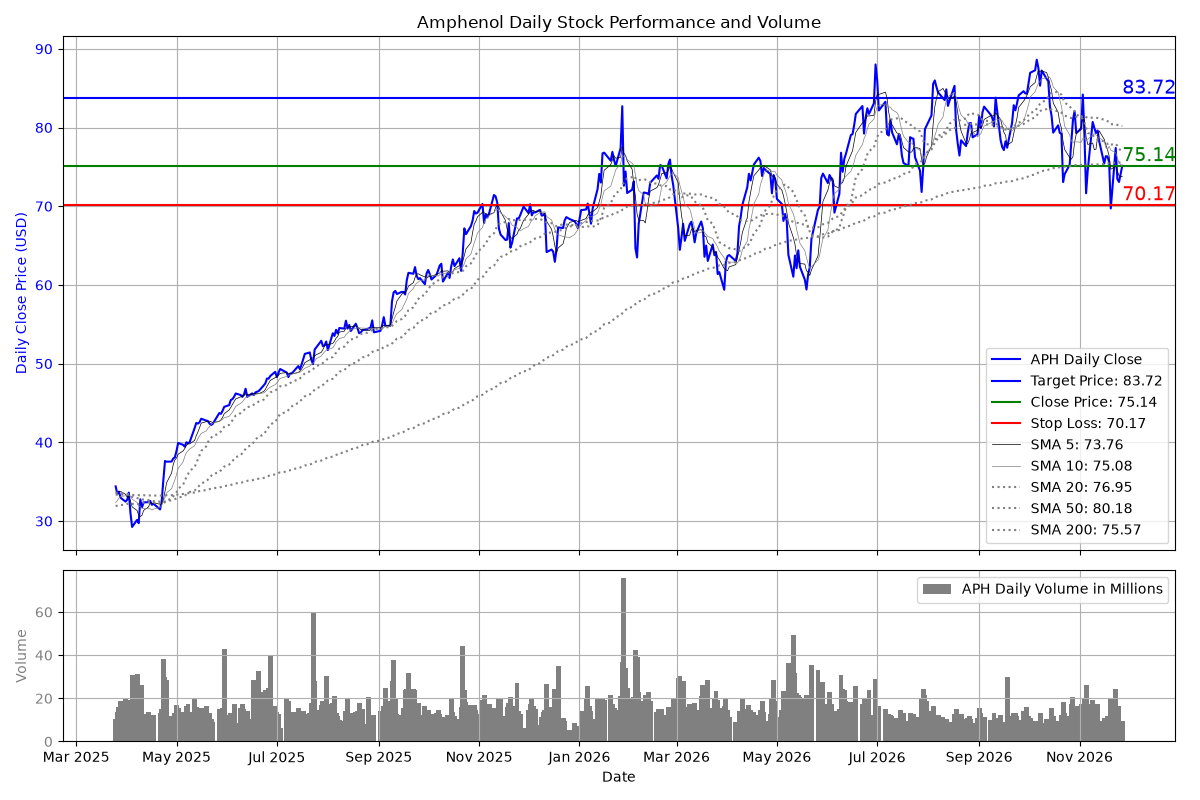 Amphenol Daily Stock Performance and Volume
Daily Close Price (USD)
90
80
70
60
50
40
30
83.72
75.14
70.17
APH Daily Close
Target Price: 83.72
Close Price: 75.14
Stop Loss: 70.17
SMA 5: 73.76
SMA 10: 75.08
SMA 20: 76.95
SMA 50: 80.18
SMA 200: 75.57
Volume
60
40
20
0
APH Daily Volume in Millions
Mar 2025 May 2025 Jul 2025 Sep 2025 Nov 2025 Jan 2026 Mar 2026 May 2026 Jul 2026 Sep 2026 Nov 2026
Date